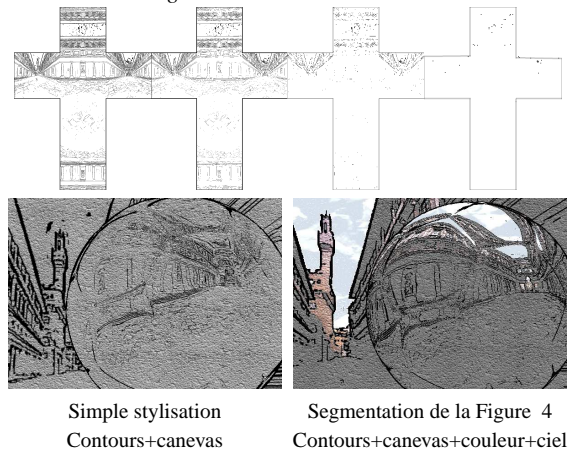 Simple stylisation
Contours+canevas
Segmentation de la Figure 4
Contours+canevas+couleur+ciel